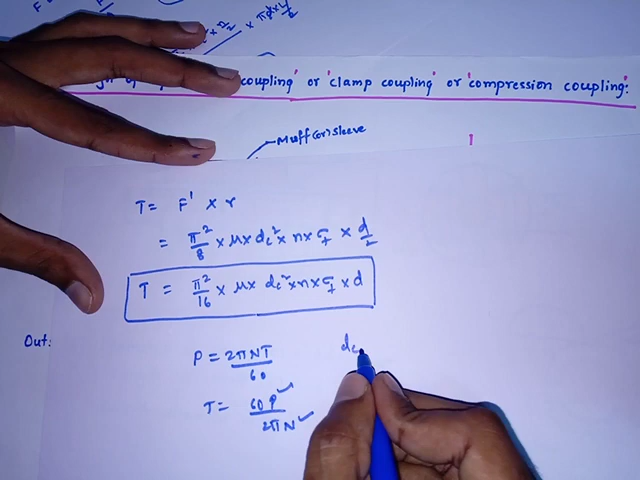 coupling' or 'clamp coupling' or 'compression coupling':
Muff(or)sleeve
T = F' × r
= π²/8 × μ × dc² × n × σt × d/2
T = π²/16 × μ × dc² × n × σt × d
Out:
P = 2πNT/60
dc
T = 60P/2πN